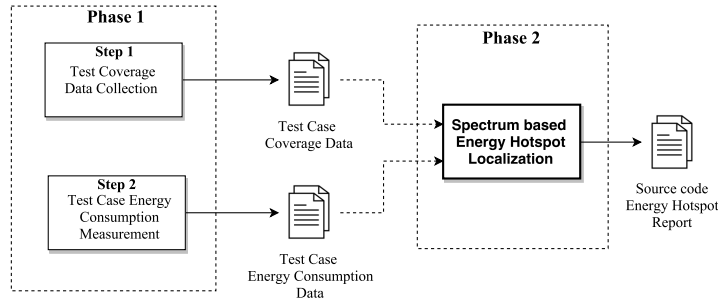 Phase 1
Step 1
Test Coverage
Data Collection
Test Case
Coverage Data
Step 2
Test Case Energy
Consumption
Measurement
Test Case
Energy Consumption
Data
Phase 2
Spectrum based
Energy Hotspot
Localization
Source code
Energy Hotspot
Report